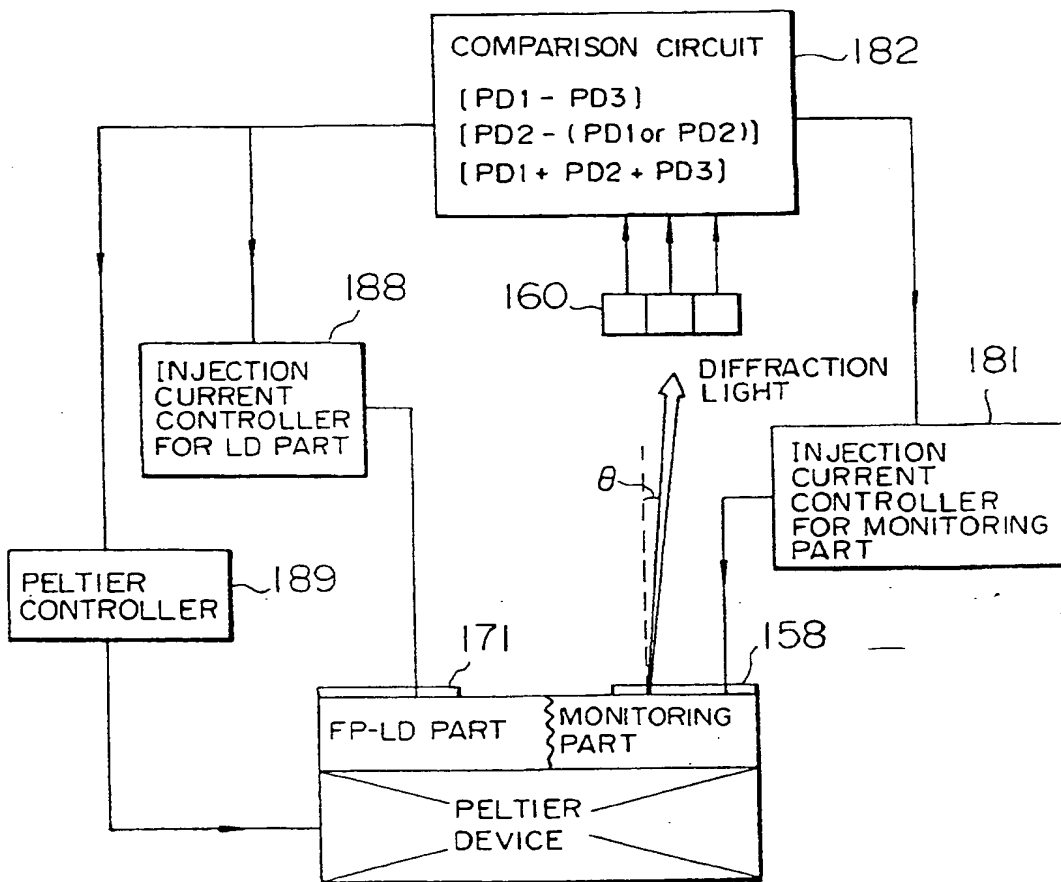 COMPARISON CIRCUIT
[PD1 - PD3]
[PD2 - (PD1 or PD2)]
[PD1 + PD2 + PD3]
182
188
160
INJECTION
CURRENT
CONTROLLER
FOR LD PART
DIFFRACTION
LIGHT
181
θ
INJECTION
CURRENT
CONTROLLER
FOR MONITORING
PART
PELTIER
CONTROLLER
189
171
158
FP-LD PART
MONITORING
PART
PELTIER
DEVICE